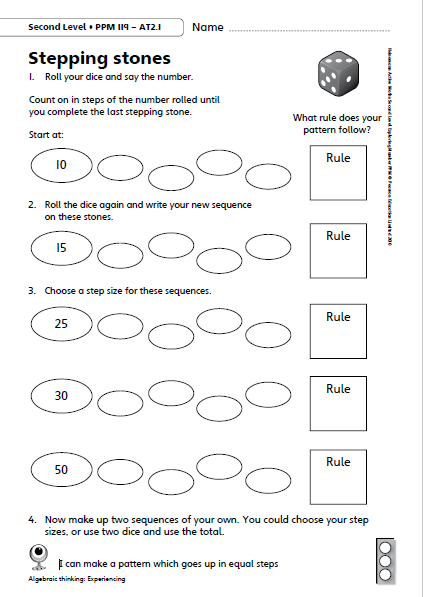 Second Level • PPM 119 – AT2.1
Name
Stepping stones
1. Roll your dice and say the number.
Count on in steps of the number rolled until
you complete the last stepping stone.
What rule does your
pattern follow?
Start at:
10
Rule
2. Roll the dice again and write your new sequence
on these stones.
15
Rule
3. Choose a step size for these sequences.
25
Rule
30
Rule
50
Rule
4. Now make up two sequences of your own. You could choose your step
sizes, or use two dice and use the total.
I can make a pattern which goes up in equal steps
Algebraic thinking: Experiencing